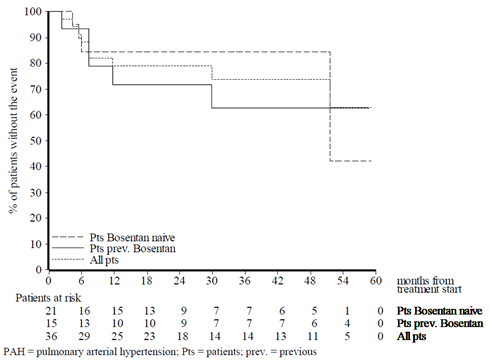 % of patients without the event
100
90
80
70
60
50
40
30
20
10
0
Pts Bosentan naive
Pts prev. Bosentan
All pts
0 6 12 18 24 30 36 42 48 54 60 months from
treatment start
Patients at risk
21 16 15 13 9 7 7 6 5 1 0 Pts Bosentan naive
15 13 10 10 9 7 7 7 6 4 0 Pts prev. Bosentan
36 29 25 23 18 14 14 13 11 5 0 All pts
PAH = pulmonary arterial hypertension; Pts = patients; prev. = previous